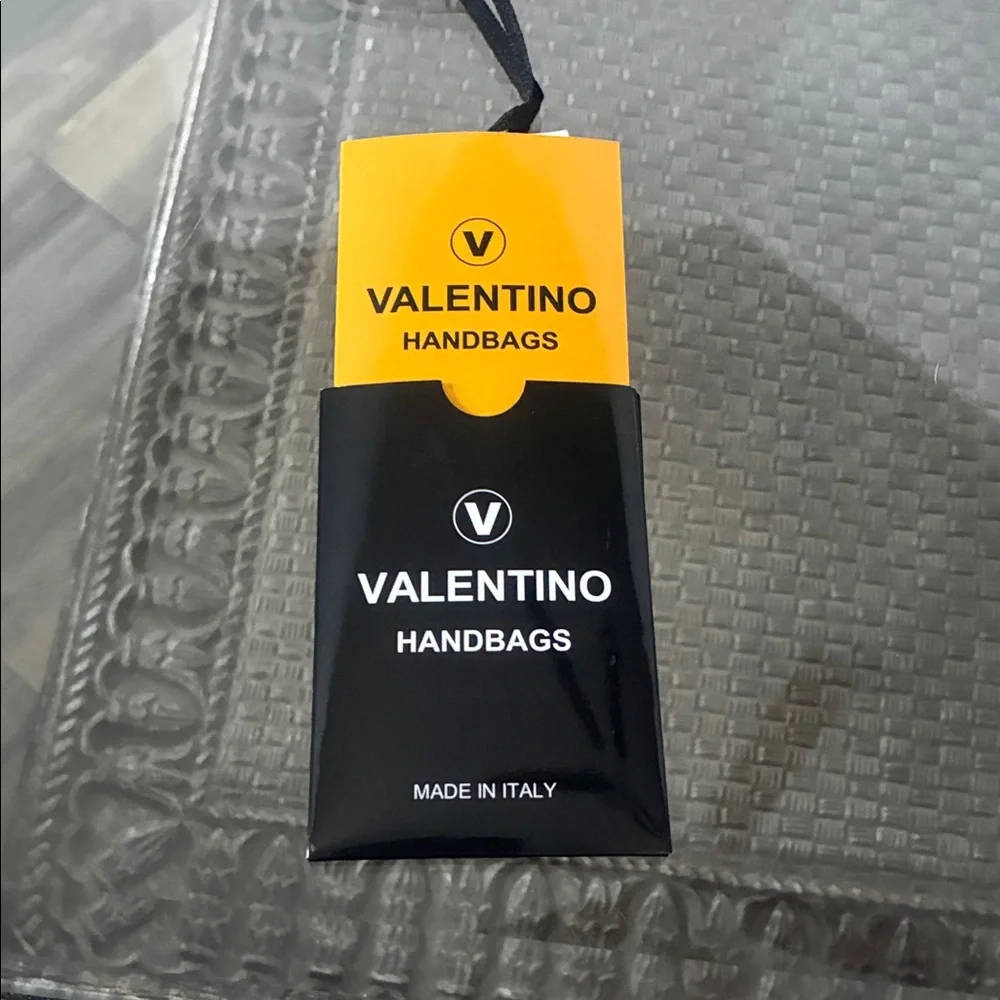 V
VALENTINO
HANDBAGS
V
VALENTINO
HANDBAGS
MADE IN ITALY